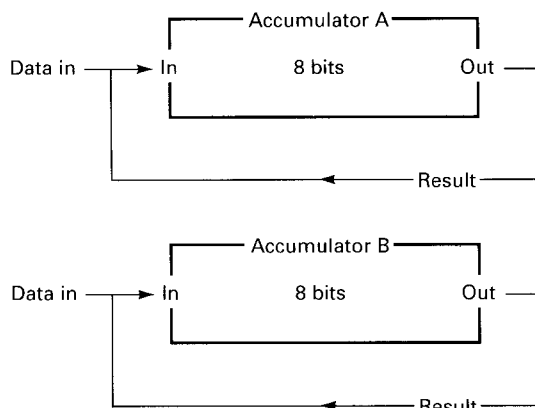 Accumulator A
Data in In 8 bits Out
Result
Accumulator B
Data in In 8 bits Out
Result